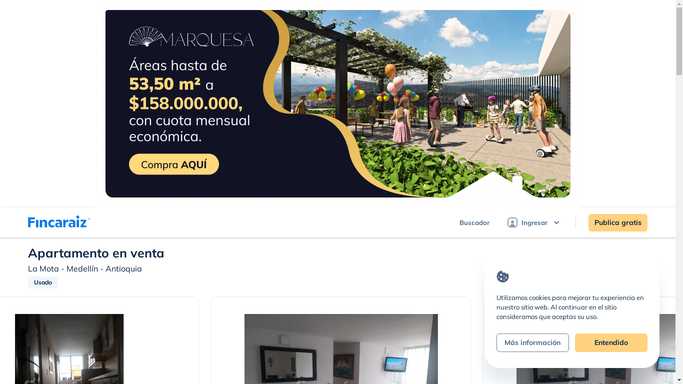 MARQUESA
Áreas hasta de
53,50 m² a
$158.000.000,
con cuota mensual
económica.
Compra AQUÍ
Fincaraiz
Buscador
Ingresar
Publica gratis
Apartamento en venta
La Mota - Medellín - Antioquia
Usado
Utilizamos cookies para mejorar tu experiencia en
nuestro sitio web. Al continuar en el sitio
consideramos que aceptas su uso.
Más información
Entendido